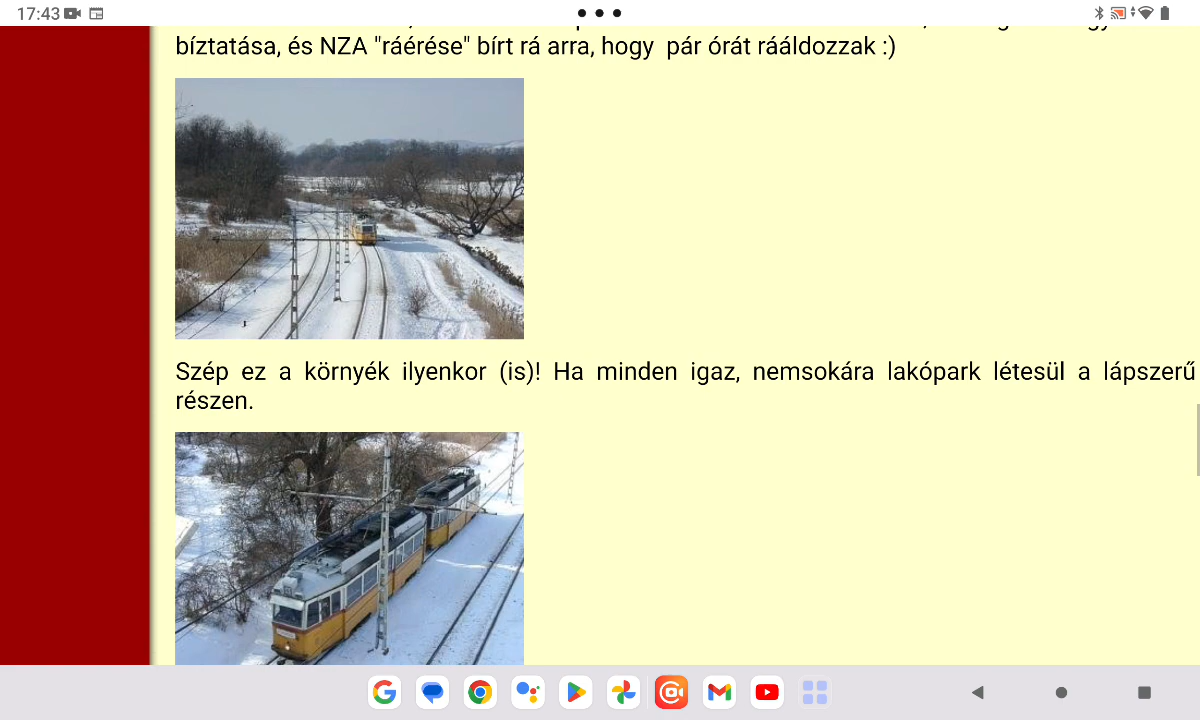 17:43
bíztatása, és NZA "ráérése" bírt rá arra, hogy  pár órát rááldozzak :)
Szép ez a környék ilyenkor (is)! Ha minden igaz, nemsokára lakópark létesül a lápszerű
részen.